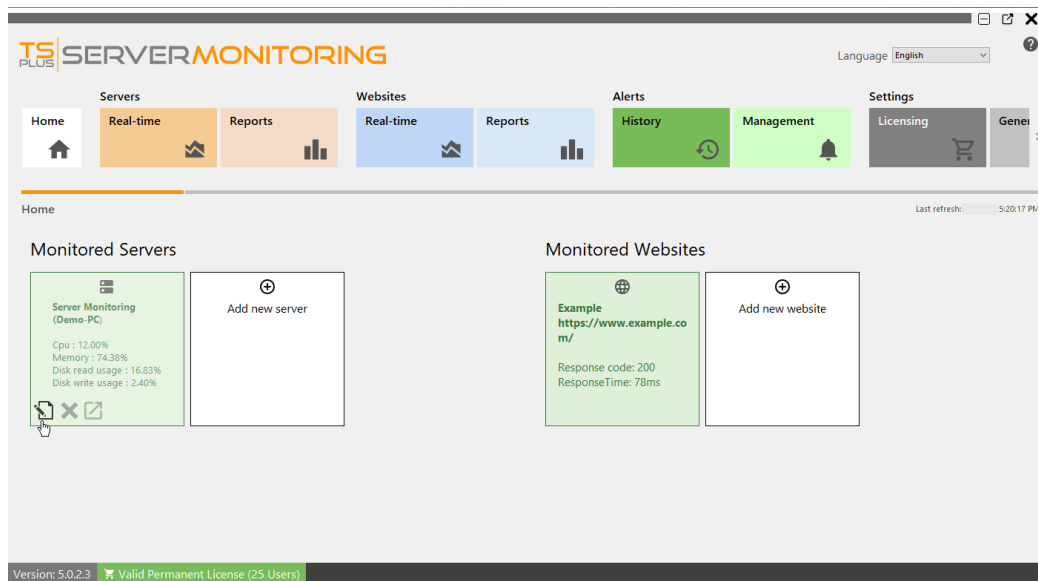 TS PLUS SERVERMONITORING
Language English
Servers
Websites
Alerts
Settings
Home
Real-time
Reports
Real-time
Reports
History
Management
Licensing
Home
Last refresh: 5:20:17 PM
Monitored Servers
Monitored Websites
Server Monitoring
(Demo-PC)
Cpu : 12.00%
Memory : 74.38%
Disk read usage : 16.83%
Disk write usage : 2.40%
Add new server
Example
https://www.example.co
m/
Response code: 200
ResponseTime: 78ms
Add new website
Version: 5.0.2.3 Valid Permanent License (25 Users)